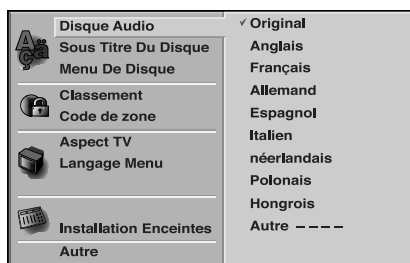 Disque Audio
Sous Titre Du Disque
Menu De Disque
Classement
Code de zone
Aspect TV
Langage Menu
Installation Enceintes
Autre
✓ Original
Anglais
Français
Allemand
Espagnol
Italien
néerlandais
Polonais
Hongrois
Autre – – – –